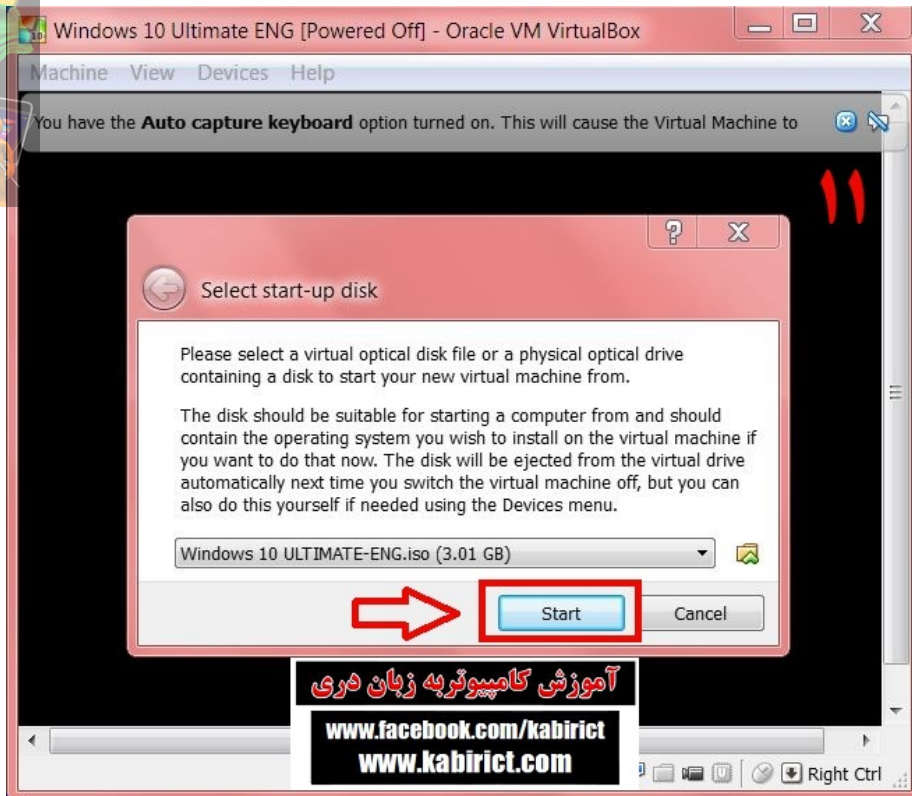 Windows 10 Ultimate ENG [Powered Off] - Oracle VM VirtualBox
Machine View Devices Help
You have the Auto capture keyboard option turned on. This will cause the Virtual Machine to
۱۱
Select start-up disk
Please select a virtual optical disk file or a physical optical drive
containing a disk to start your new virtual machine from.
The disk should be suitable for starting a computer from and should
contain the operating system you wish to install on the virtual machine if
you want to do that now. The disk will be ejected from the virtual drive
automatically next time you switch the virtual machine off, but you can
also do this yourself if needed using the Devices menu.
Windows 10 ULTIMATE-ENG.iso (3.01 GB)
Start Cancel
آموزش کامپیوتربه زبان دری
www.facebook.com/kabirict
www.kabirict.com
Right Ctrl